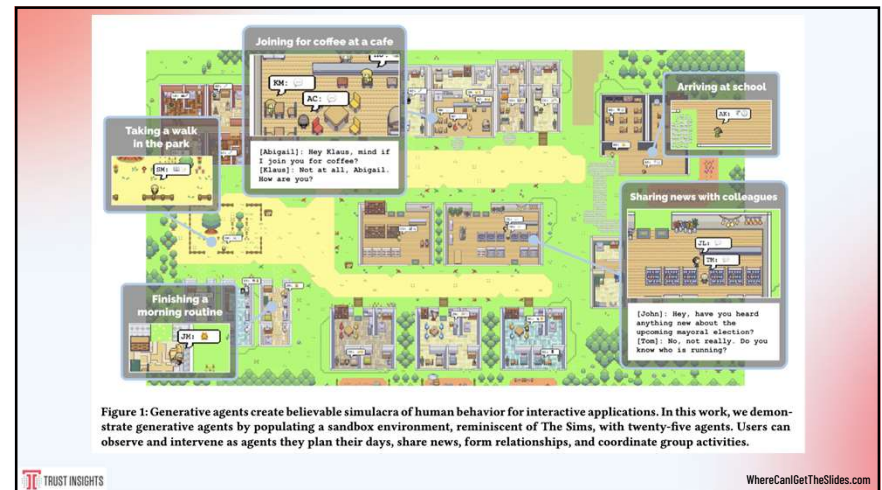 Joining for coffee at a cafe
KM:
AC:
[Abigail]: Hey Klaus, mind if
I join you for coffee?
[Klaus]: Not at all, Abigail.
How are you?
Taking a walk
in the park
SM:
Arriving at school
AK:
Sharing news with colleagues
JL:
TM:
[John]: Hey, have you heard
anything new about the
upcoming mayoral election?
[Tom]: No, not really. Do you
know who is running?
Finishing a
morning routine
JM:
Figure 1: Generative agents create believable simulacra of human behavior for interactive applications. In this work, we demon-
strate generative agents by populating a sandbox environment, reminiscent of The Sims, with twenty-five agents. Users can
observe and intervene as agents they plan their days, share news, form relationships, and coordinate group activities.
TRUST INSIGHTS
WhereCanIGetTheSlides.com